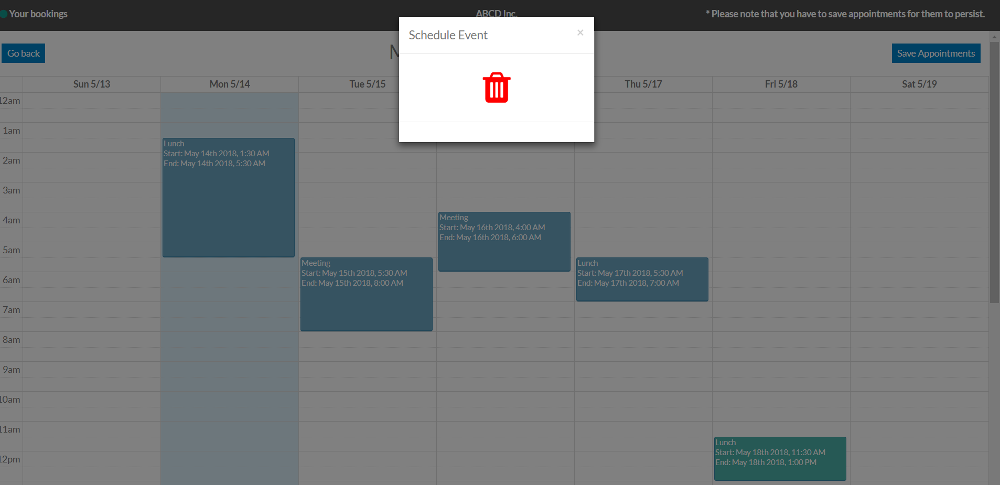 Your bookings
ABCD Inc.
* Please note that you have to save appointments for them to persist.
Schedule Event
×
Go back
M
Save Appointments
Sun 5/13
Mon 5/14
Tue 5/15
Thu 5/17
Fri 5/18
Sat 5/19
12am
1am
2am
3am
4am
5am
6am
7am
8am
9am
10am
11am
12pm
Lunch
Start: May 14th 2018, 1:30 AM
End: May 14th 2018, 5:30 AM
Meeting
Start: May 15th 2018, 5:30 AM
End: May 15th 2018, 8:00 AM
Meeting
Start: May 16th 2018, 4:00 AM
End: May 16th 2018, 6:00 AM
Lunch
Start: May 17th 2018, 5:30 AM
End: May 17th 2018, 7:00 AM
Lunch
Start: May 18th 2018, 11:30 AM
End: May 18th 2018, 1:00 PM